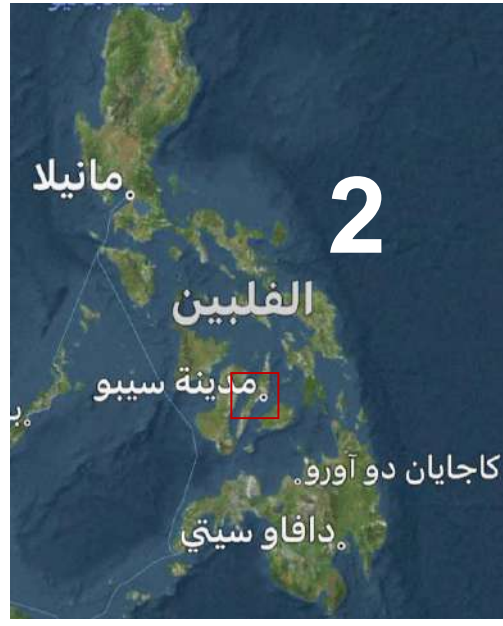 مانيلا
2
الفلبين
مدينة سيبو
كاجايان دو آورو
دافاو سيتي